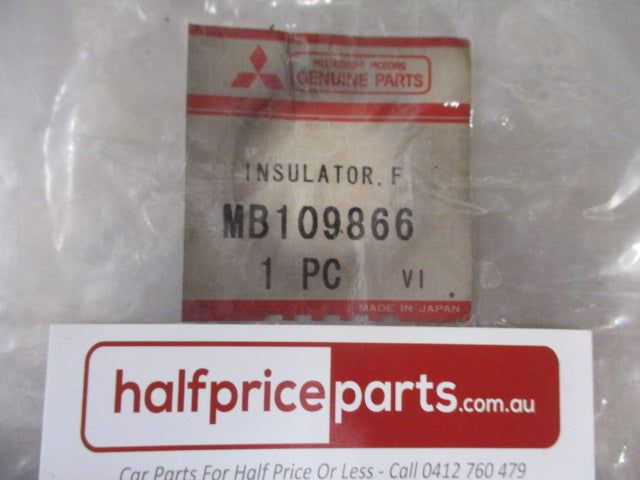 MITSUBISHI MOTORS
GENUINE PARTS
INSULATOR, F
MB109866
1 PC VI
MADE IN JAPAN
halfpriceparts.com.au
Car Parts For Half Price Or Less - Call 0412 760 479